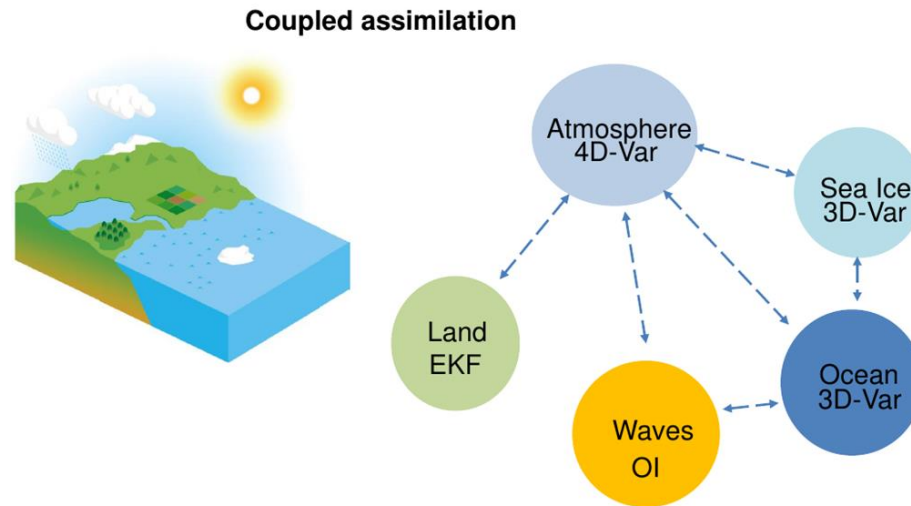 Coupled assimilation
Atmosphere
4D-Var
Sea Ice
3D-Var
Land
EKF
Ocean
3D-Var
Waves
OI